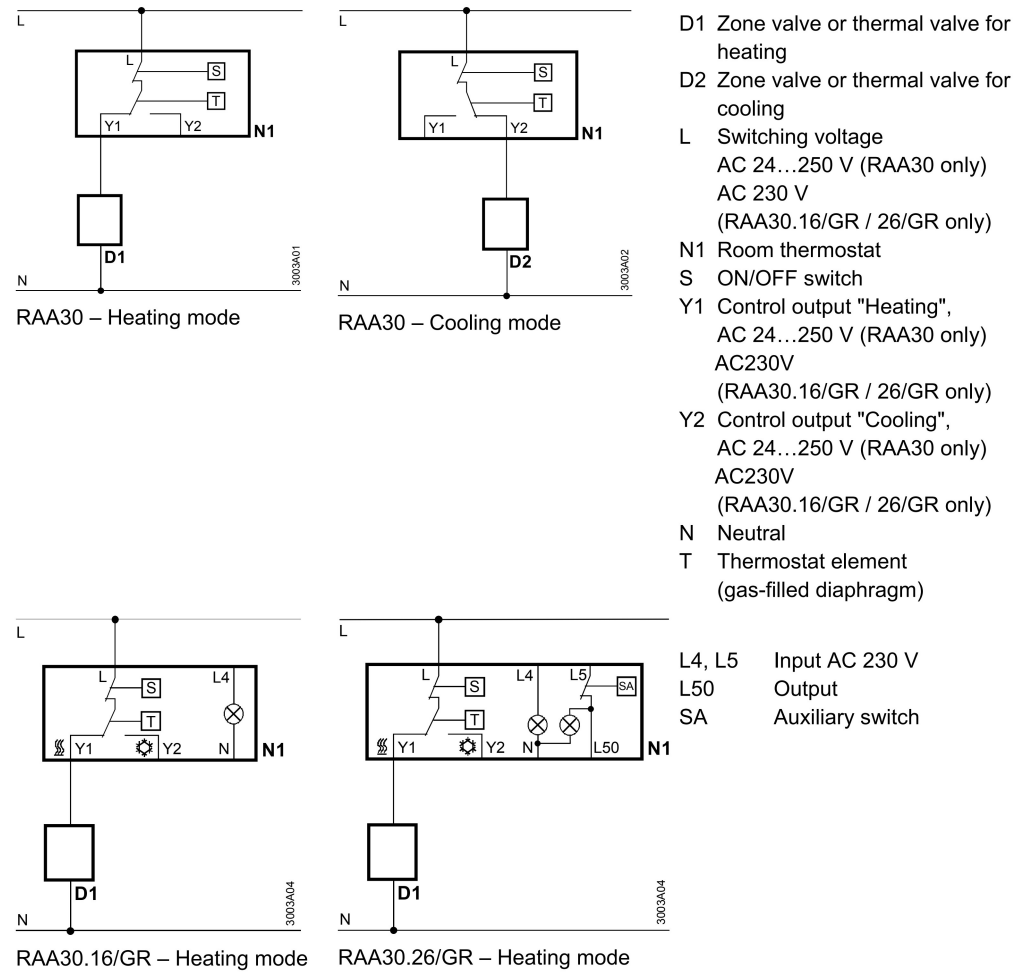 L
L
S
T
Y1
Y2
N1
D1
N
3003A01
RAA30 – Heating mode
L
L
S
T
Y1
Y2
N1
D2
N
3003A02
RAA30 – Cooling mode
D1 Zone valve or thermal valve for
heating
D2 Zone valve or thermal valve for
cooling
L Switching voltage
AC 24…250 V (RAA30 only)
AC 230 V
(RAA30.16/GR / 26/GR only)
N1 Room thermostat
S ON/OFF switch
Y1 Control output "Heating",
AC 24…250 V (RAA30 only)
AC230V
(RAA30.16/GR / 26/GR only)
Y2 Control output "Cooling",
AC 24…250 V (RAA30 only)
AC230V
(RAA30.16/GR / 26/GR only)
N Neutral
T Thermostat element
(gas-filled diaphragm)
L4, L5 Input AC 230 V
L50 Output
SA Auxiliary switch
L
L
S
L4
T
Y1
Y2
N
N1
D1
N
3003A04
RAA30.16/GR – Heating mode
L
L
S
L4
L5
SA
T
Y1
Y2
N
L50
N1
D1
N
3003A04
RAA30.26/GR – Heating mode